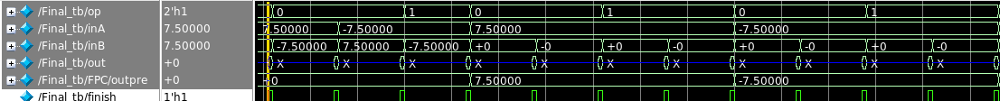 /Final_tb/op 2'h1 0 1 0 1 0 1
/Final_tb/inA 7.50000 7.50000 -7.50000 7.50000 -7.50000
/Final_tb/inB 7.50000 -7.50000 7.50000 -7.50000 +0 -0 +0 -0 +0 -0 +0 -0
/Final_tb/out +0 X X X X X X X X X X X
/Final_tb/FPC/outpre +0 0 7.50000 -7.50000
/Final_tb/finish 1'h1